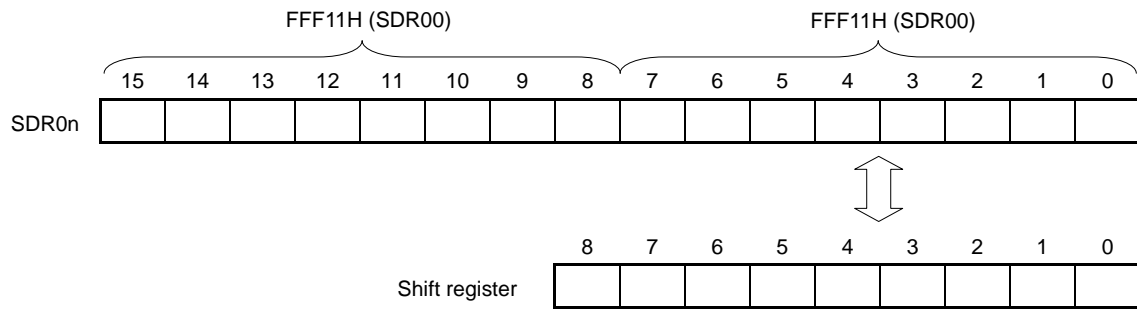 FFF11H (SDR00) FFF11H (SDR00)
15 14 13 12 11 10 9 8 7 6 5 4 3 2 1 0
SDR0n
8 7 6 5 4 3 2 1 0
Shift register